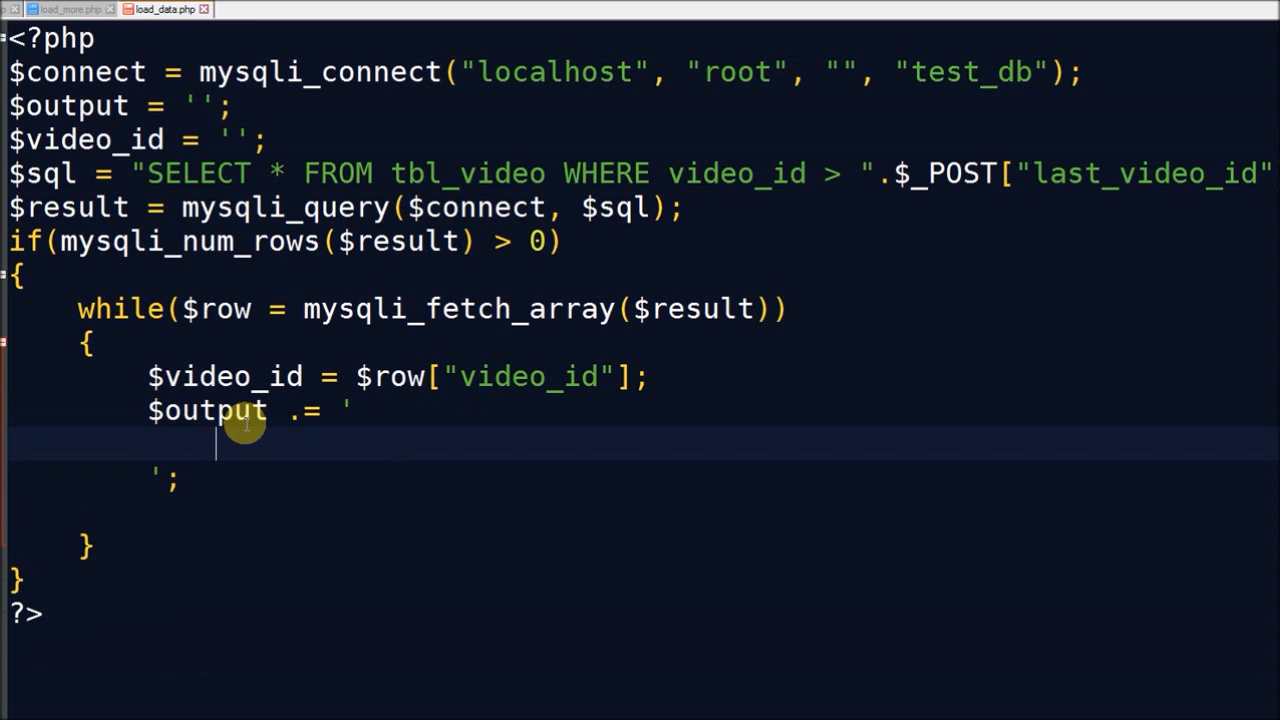 load_more.php load_data.php
<?php
$connect = mysqli_connect("localhost", "root", "", "test_db");
$output = '';
$video_id = '';
$sql = "SELECT * FROM tbl_video WHERE video_id > ".$_POST["last_video_id"
$result = mysqli_query($connect, $sql);
if(mysqli_num_rows($result) > 0)
{
while($row = mysqli_fetch_array($result))
{
$video_id = $row["video_id"];
$output .= '
';
}
}
?>